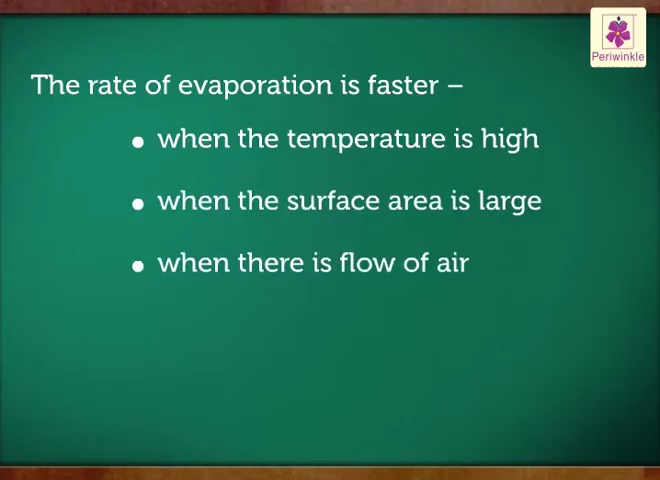 Periwinkle
The rate of evaporation is faster –
• when the temperature is high
• when the surface area is large
• when there is flow of air